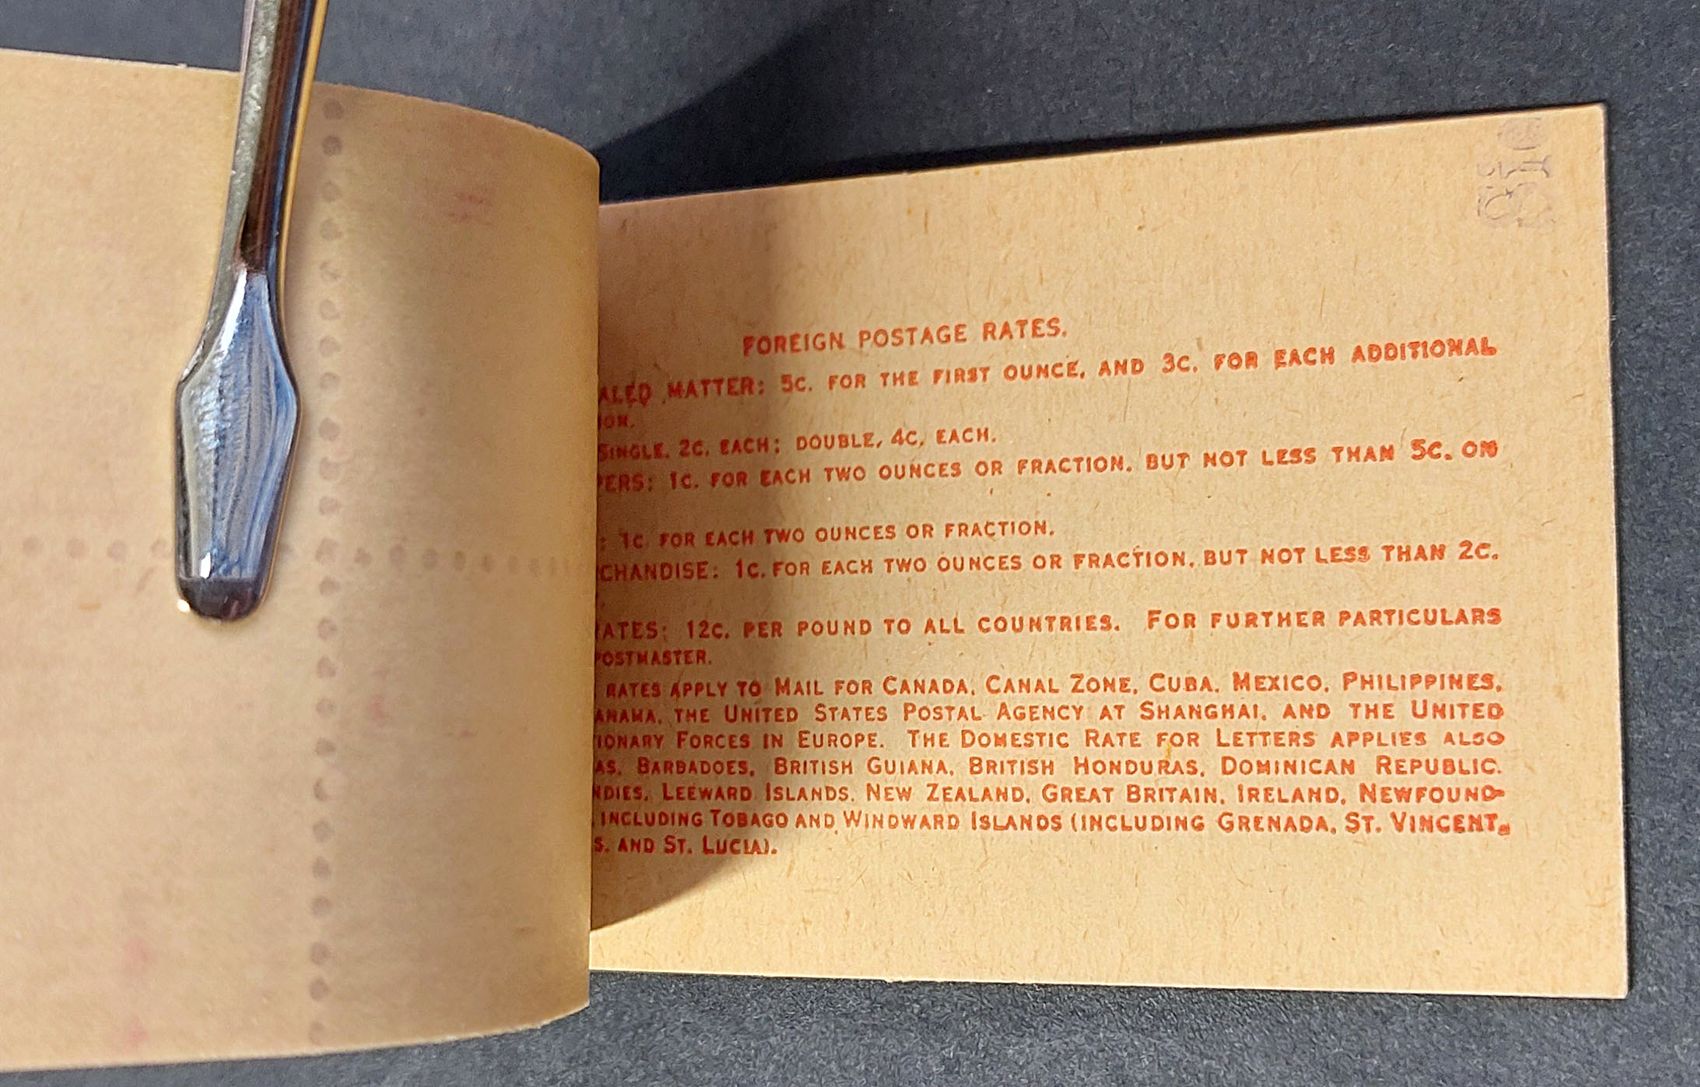 FOREIGN POSTAGE RATES.
ALED MATTER: 5C. FOR THE FIRST OUNCE, AND 3C. FOR EACH ADDITIONAL
ION.
SINGLE, 2C. EACH; DOUBLE, 4C. EACH.
PERS: 1C. FOR EACH TWO OUNCES OR FRACTION, BUT NOT LESS THAN 5C. ON
: 1C. FOR EACH TWO OUNCES OR FRACTION.
CHANDISE: 1C. FOR EACH TWO OUNCES OR FRACTION, BUT NOT LESS THAN 2C.
ATES: 12C. PER POUND TO ALL COUNTRIES. FOR FURTHER PARTICULARS
POSTMASTER.
RATES APPLY TO MAIL FOR CANADA, CANAL ZONE, CUBA, MEXICO, PHILIPPINES,
ANAMA, THE UNITED STATES POSTAL AGENCY AT SHANGHAI, AND THE UNITED
IONARY FORCES IN EUROPE. THE DOMESTIC RATE FOR LETTERS APPLIES ALSO
AS, BARBADOES, BRITISH GUIANA, BRITISH HONDURAS, DOMINICAN REPUBLIC.
NDIES, LEEWARD ISLANDS, NEW ZEALAND, GREAT BRITAIN, IRELAND, NEWFOUND-
, INCLUDING TOBAGO AND WINDWARD ISLANDS (INCLUDING GRENADA, ST. VINCENT,
S, AND ST. LUCIA).